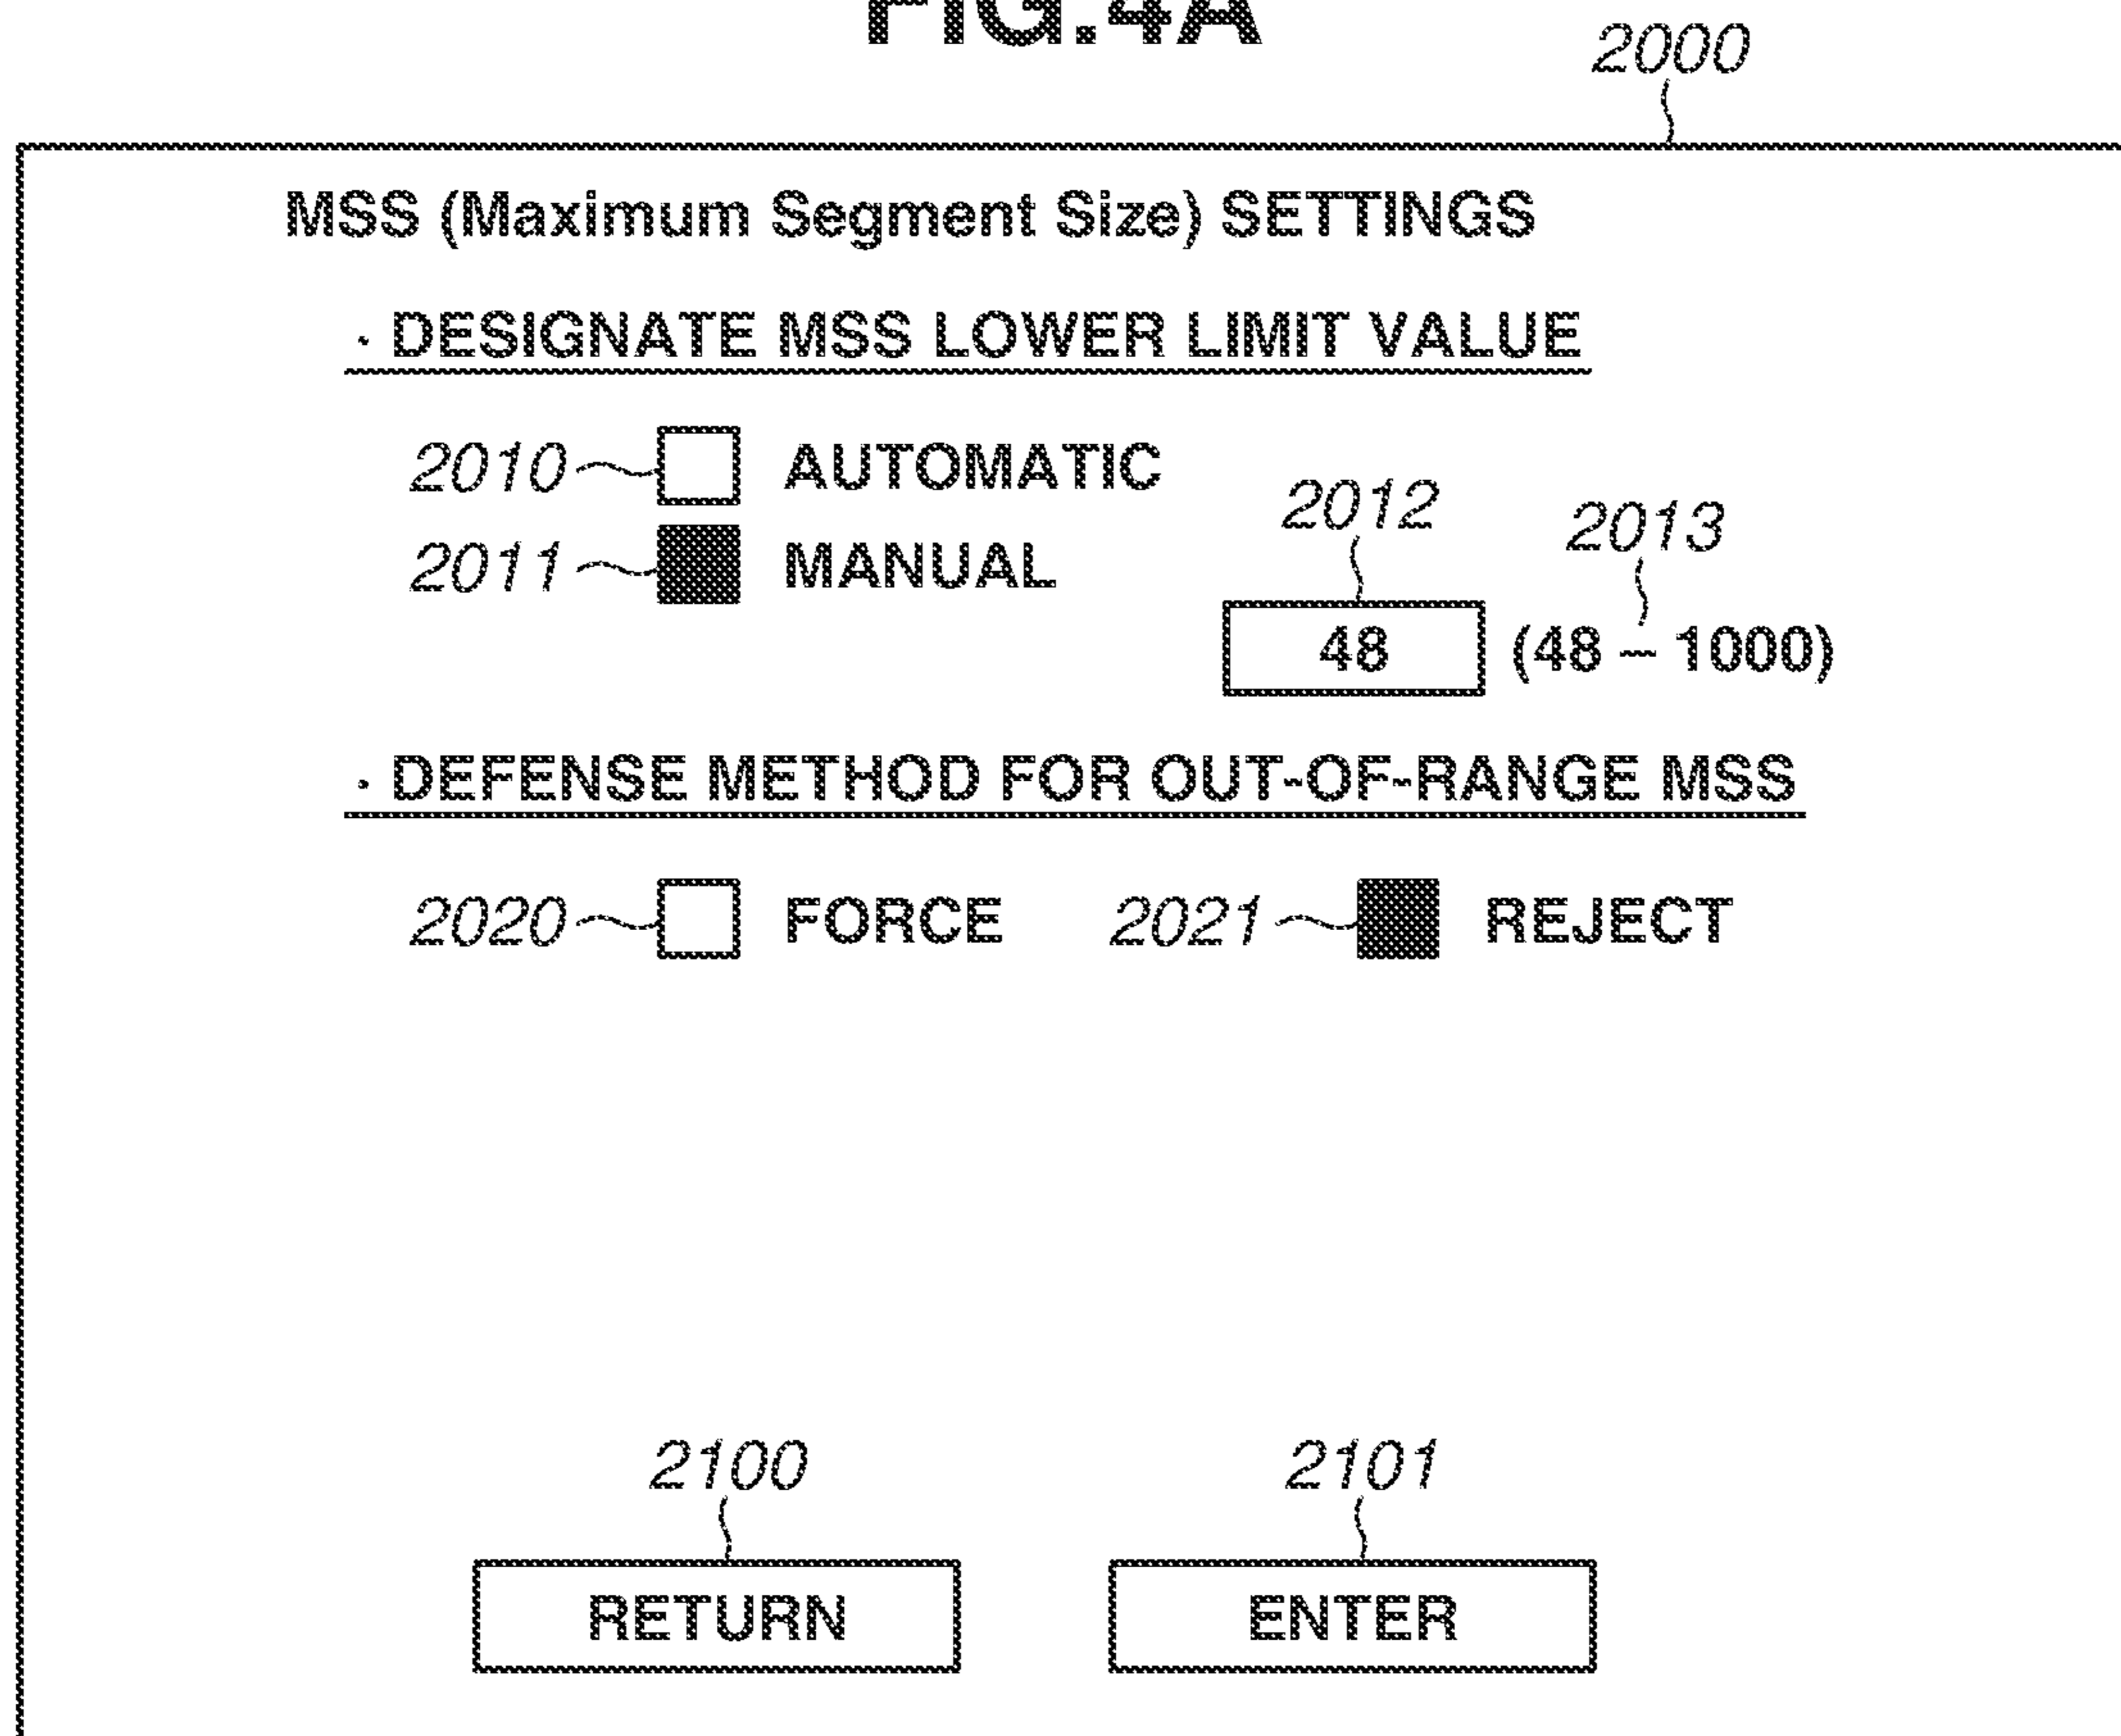 FIG.4A
2000
MSS (Maximum Segment Size) SETTINGS
· DESIGNATE MSS LOWER LIMIT VALUE
2010 AUTOMATIC
2011 MANUAL
2012 2013
48 (48 – 1000)
· DEFENSE METHOD FOR OUT-OF-RANGE MSS
2020 FORCE 2021 REJECT
2100 2101
RETURN ENTER